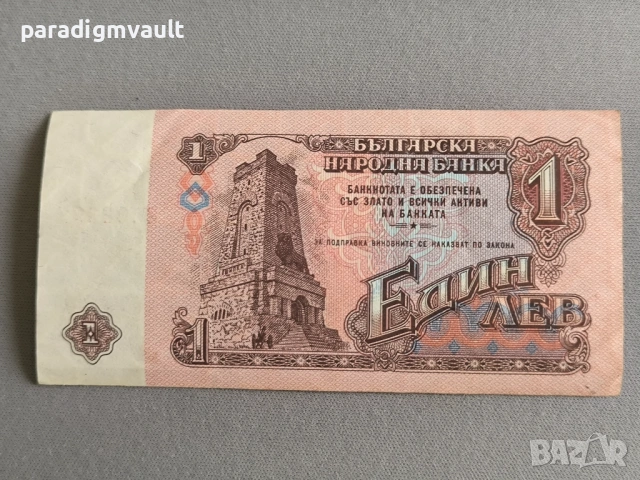 paradigmvault
1
БЪЛГАРСКА
НАРОДНА БАНКА
БАНКНОТАТА Е ОБЕЗПЕЧЕНА
СЪС ЗЛАТО И ВСИЧКИ АКТИВИ
НА БАНКАТА
ЗА ПОДПРАВКА ВИНОВНИТЕ СЕ НАКАЗВАТ ПО ЗАКОНА
1
ЕДИН
ЛЕВ
1
1
BAZAR